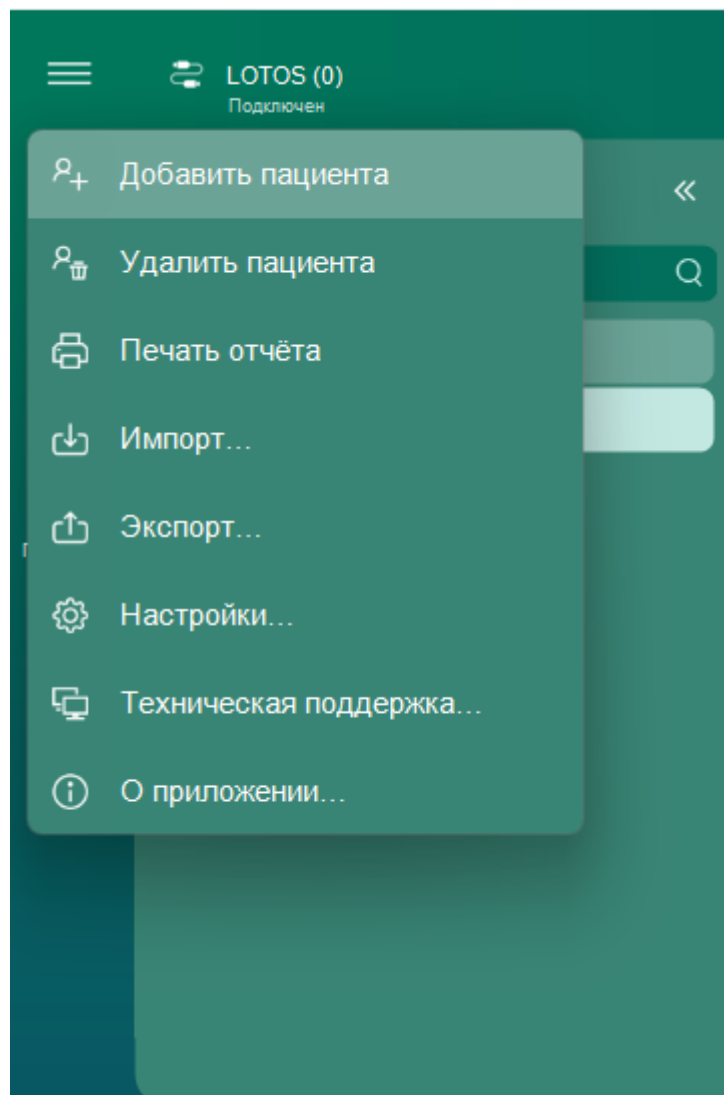 LOTOS (0)
Подключен
Добавить пациента
Удалить пациента
Печать отчёта
Импорт...
Экспорт...
Настройки...
Техническая поддержка...
О приложении...